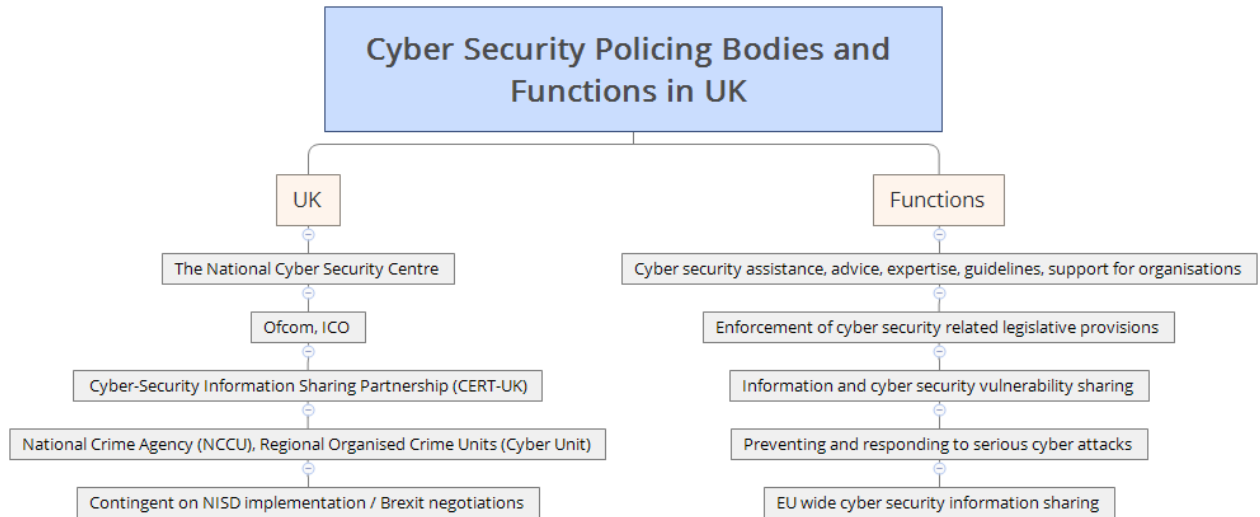 Cyber Security Policing Bodies and
Functions in UK
UK
Functions
The National Cyber Security Centre
Cyber security assistance, advice, expertise, guidelines, support for organisations
Ofcom, ICO
Enforcement of cyber security related legislative provisions
Cyber-Security Information Sharing Partnership (CERT-UK)
Information and cyber security vulnerability sharing
National Crime Agency (NCCU), Regional Organised Crime Units (Cyber Unit)
Preventing and responding to serious cyber attacks
Contingent on NISD implementation / Brexit negotiations
EU wide cyber security information sharing